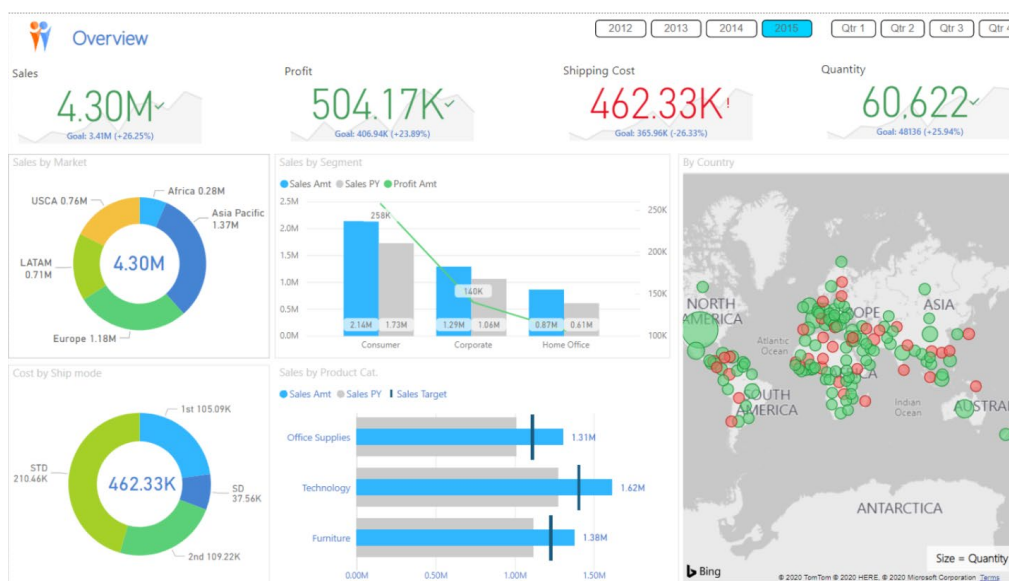 Overview
2012 2013 2014 2015 Qtr 1 Qtr 2 Qtr 3 Qtr 4
Sales
4.30M
Goal: 3.41M (+26.25%)
Profit
504.17K
Goal: 406.94K (+23.89%)
Shipping Cost
462.33K!
Goal: 365.96K (-26.33%)
Quantity
60,622
Goal: 48136 (+25.94%)
Sales by Market
Africa 0.28M
USCA 0.76M
Asia Pacific
1.37M
4.30M
LATAM
0.71M
Europe 1.18M
Sales by Segment
Sales Amt Sales PY Profit Amt
2.5M
2.0M
1.5M
1.0M
0.5M
0.0M
250K
200K
150K
100K
258K
140K
2.14M 1.73M 1.29M 1.06M 0.87M 0.61M
Consumer Corporate Home Office
By Country
NORTH
AMERICA
ASIA
Atlantic
Ocean
SOUTH
AMERICA
Indian
Ocean
ANTARCTICA
Size = Quantity
Bing
© 2020 TomTom © 2020 HERE, © 2020 Microsoft Corporation Terms
Cost by Ship mode
1st 105.09K
STD
210.46K
462.33K
SD
37.56K
2nd 109.22K
Sales by Product Cat.
Sales Amt Sales PY Sales Target
Office Supplies 1.31M
Technology 1.62M
Furniture 1.38M
0.00M 0.50M 1.00M 1.50M